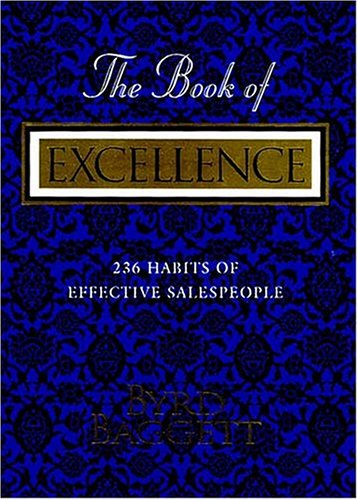 The Book of
EXCELLENCE
236 HABITS OF
EFFECTIVE SALESPEOPLE
BYRD
BAGGETT